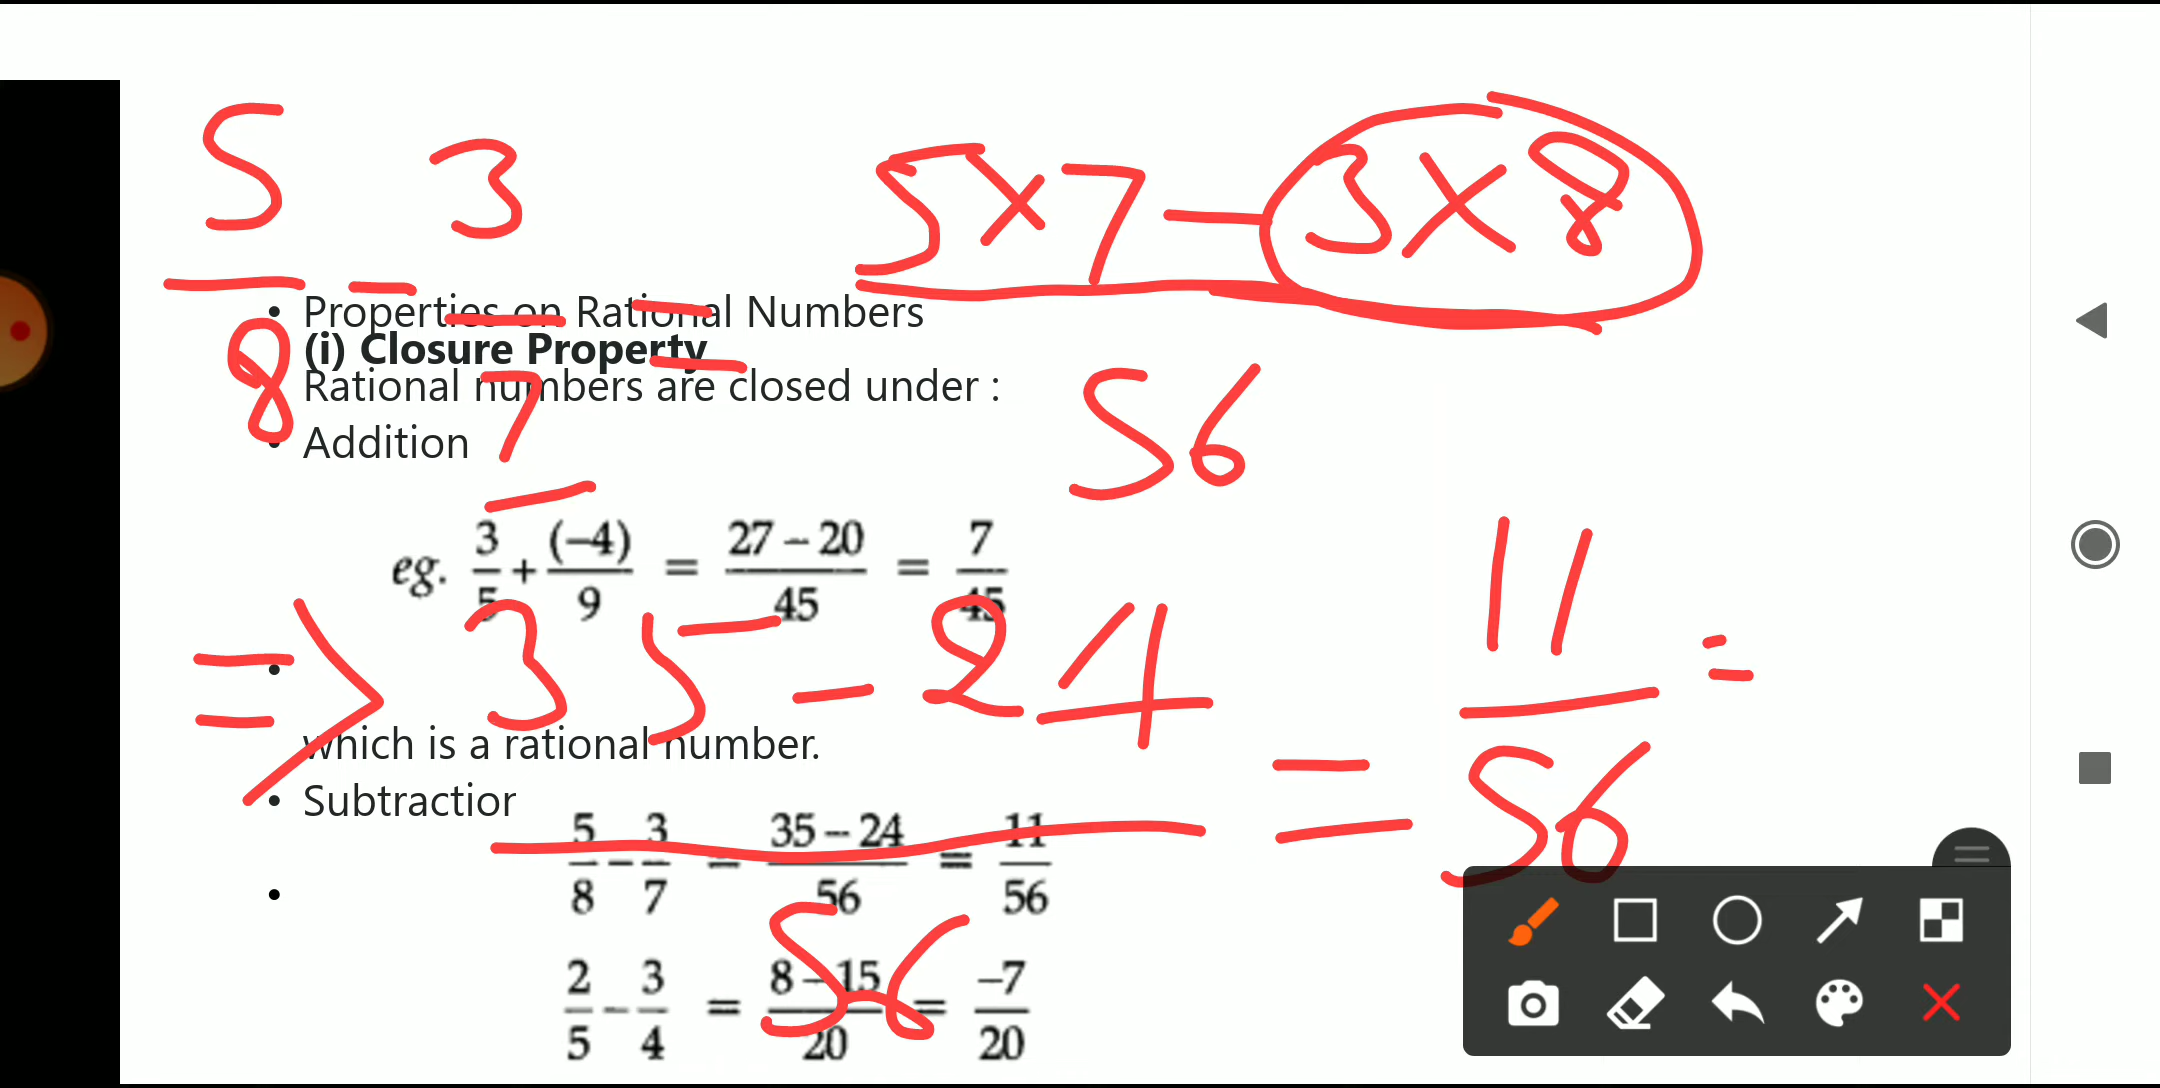 5/8 - 3/7 = (5×7 - 3×8)/56
• Properties on Rational Numbers
(i) Closure Property
Rational numbers are closed under :
• Addition
eg. 3/5 + (–4)/9 = (27 – 20)/45 = 7/45
=> (35 - 24)/56 = 11/56 =
•
which is a rational number.
• Subtractior
• 5/8 – 3/7 = (35 – 24)/56 = 11/56
2/5 – 3/4 = (8 – 15)/20 = –7/20